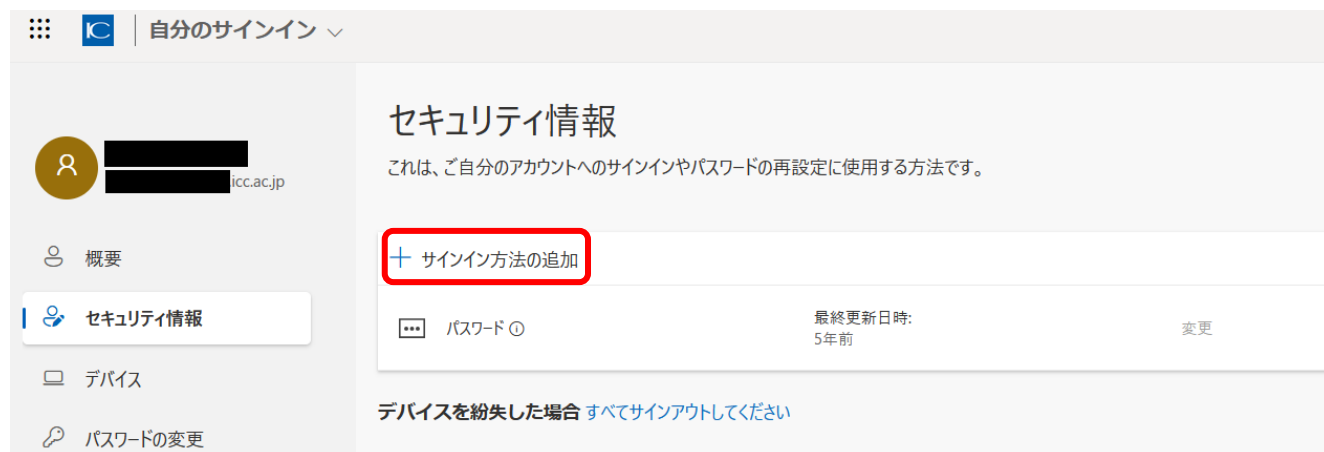 IC 自分のサインイン
セキュリティ情報
これは、ご自分のアカウントへのサインインやパスワードの再設定に使用する方法です。
.icc.ac.jp
概要
セキュリティ情報
デバイス
パスワードの変更
+ サインイン方法の追加
パスワード
最終更新日時:
5年前
変更
デバイスを紛失した場合 すべてサインアウトしてください